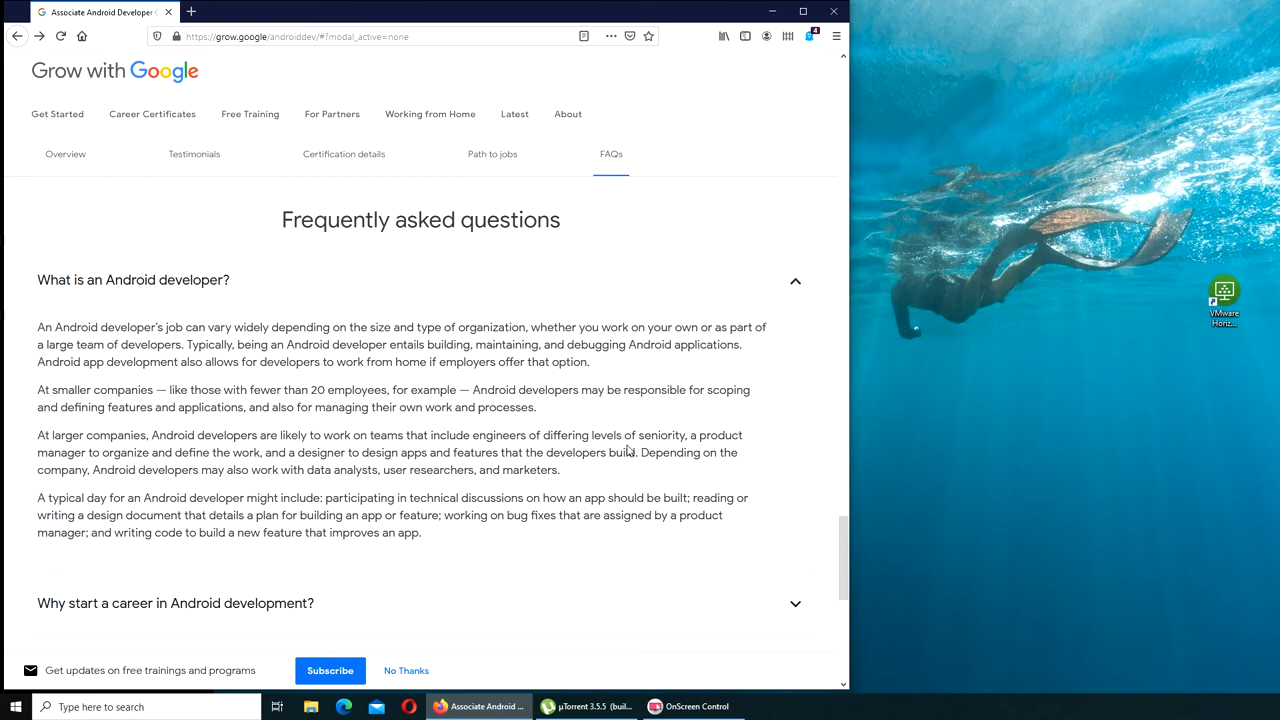 Associate Android Developer C
https://grow.google/androiddev/#?modal_active=none
4
Grow with Google
Get Started Career Certificates Free Training For Partners Working from Home Latest About
Overview Testimonials Certification details Path to jobs FAQs
Frequently asked questions
What is an Android developer?
An Android developer's job can vary widely depending on the size and type of organization, whether you work on your own or as part of
a large team of developers. Typically, being an Android developer entails building, maintaining, and debugging Android applications.
Android app development also allows for developers to work from home if employers offer that option.
At smaller companies — like those with fewer than 20 employees, for example — Android developers may be responsible for scoping
and defining features and applications, and also for managing their own work and processes.
At larger companies, Android developers are likely to work on teams that include engineers of differing levels of seniority, a product
manager to organize and define the work, and a designer to design apps and features that the developers build. Depending on the
company, Android developers may also work with data analysts, user researchers, and marketers.
A typical day for an Android developer might include: participating in technical discussions on how an app should be built; reading or
writing a design document that details a plan for building an app or feature; working on bug fixes that are assigned by a product
manager; and writing code to build a new feature that improves an app.
Why start a career in Android development?
Get updates on free trainings and programs Subscribe No Thanks
VMware
Horiz...
Type here to search
Associate Android ...
µTorrent 3.5.5 (buil...
OnScreen Control